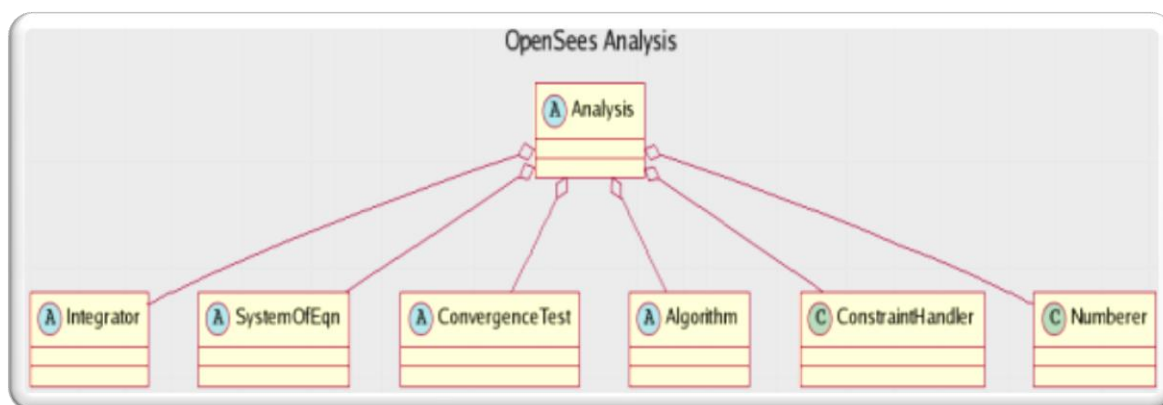 OpenSees Analysis
A Analysis
A Integrator
A SystemOfEqn
A ConvergenceTest
A Algorithm
C ConstraintHandler
C Numberer